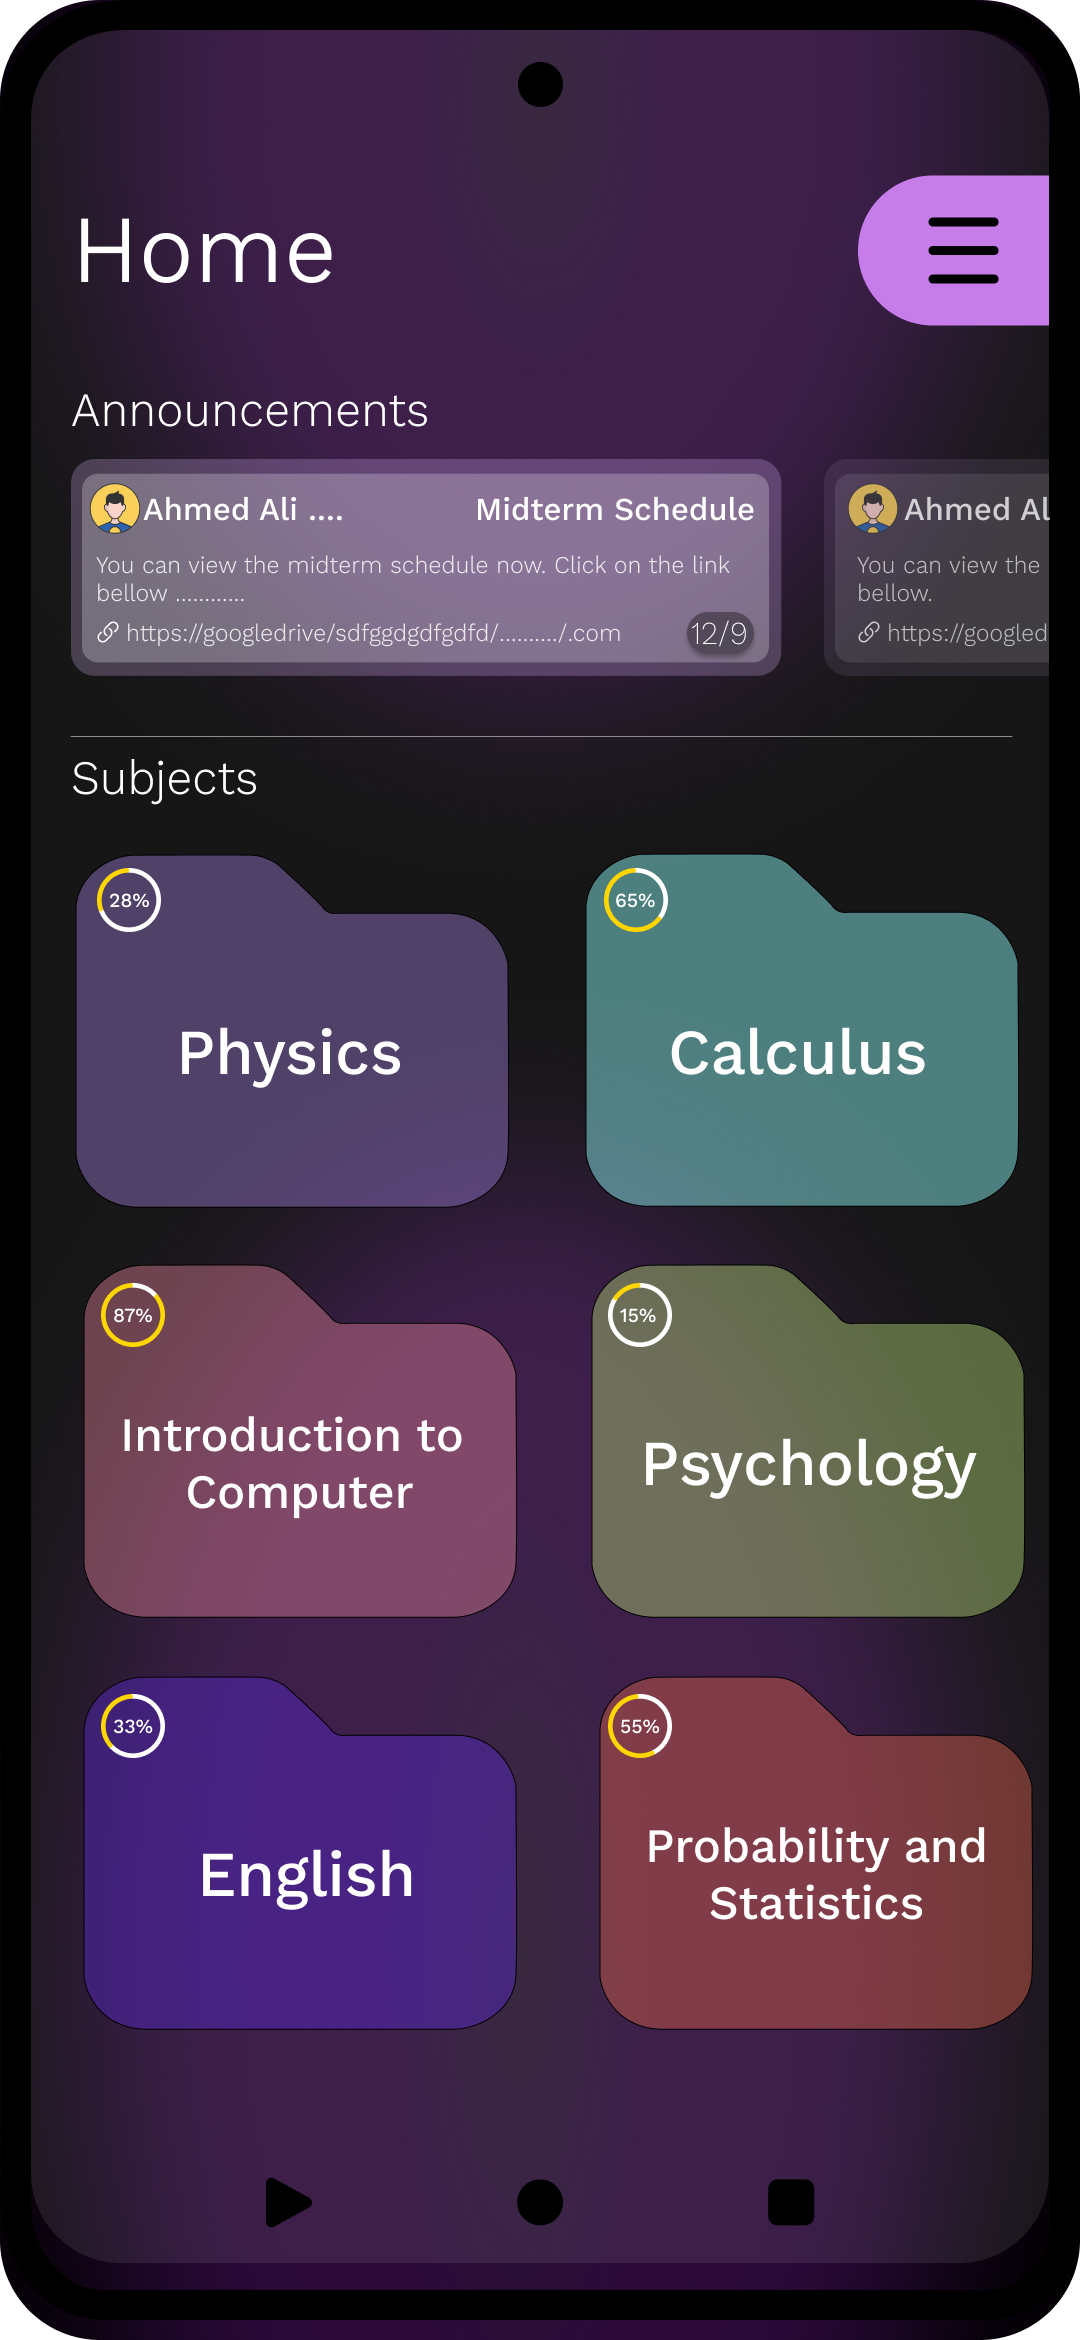 Home
Announcements
Ahmed Ali ....
Midterm Schedule
You can view the midterm schedule now. Click on the link
bellow ............
https://googledrive/sdfggdgdfgdfd/........../.com
12/9
Ahmed Al
You can view the
bellow.
https://googled
Subjects
28%
Physics
65%
Calculus
87%
Introduction to
Computer
15%
Psychology
33%
English
55%
Probability and
Statistics